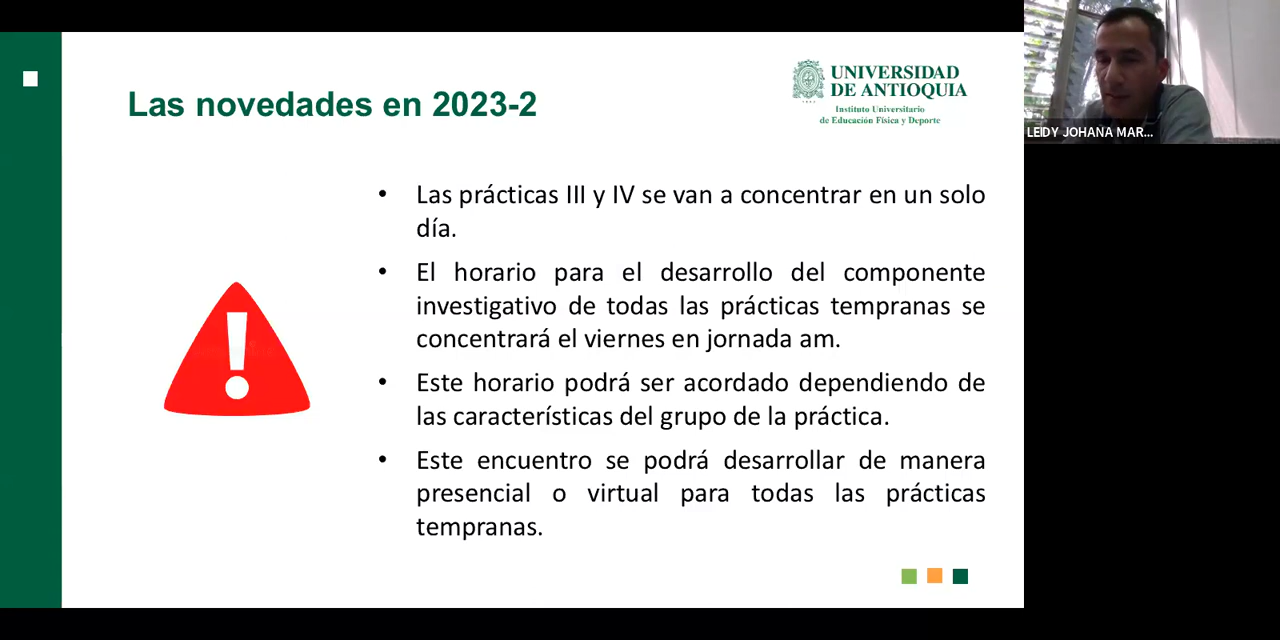 Las novedades en 2023-2
UNIVERSIDAD
DE ANTIOQUIA
Instituto Universitario
de Educación Física y Deporte
LEIDY JOHANA MAR...
• Las prácticas III y IV se van a concentrar en un solo
día.
• El horario para el desarrollo del componente
investigativo de todas las prácticas tempranas se
concentrará el viernes en jornada am.
• Este horario podrá ser acordado dependiendo de
las características del grupo de la práctica.
• Este encuentro se podrá desarrollar de manera
presencial o virtual para todas las prácticas
tempranas.